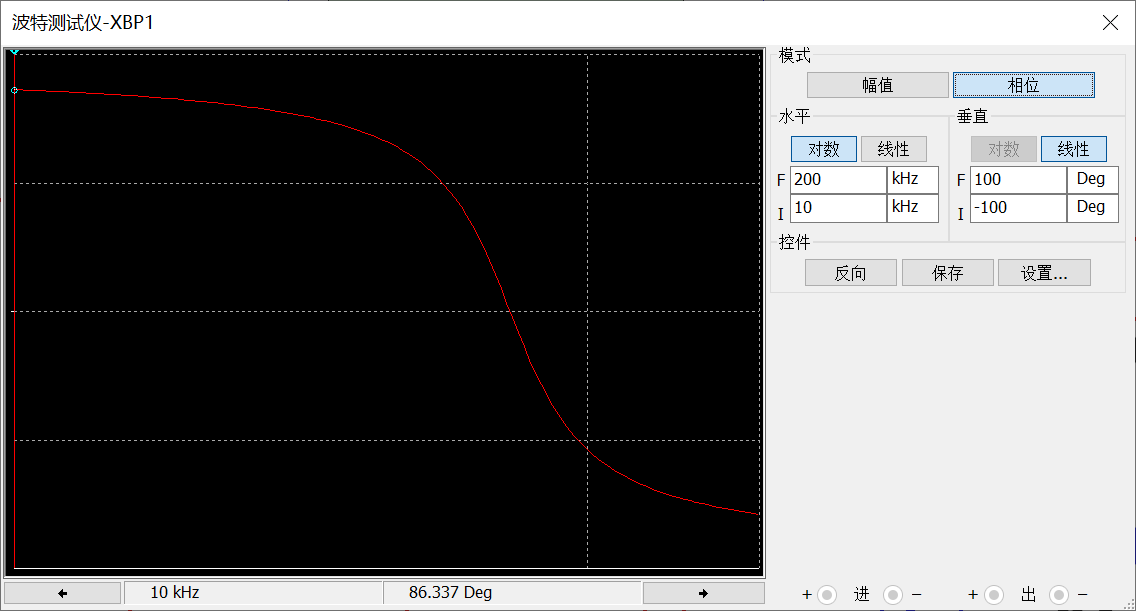 波特测试仪-XBP1
模式
幅值 相位
水平 垂直
对数 线性 对数 线性
F 200 kHz F 100 Deg
I 10 kHz I -100 Deg
控件
反向 保存 设置...
10 kHz 86.337 Deg
+ 进 − + 出 −